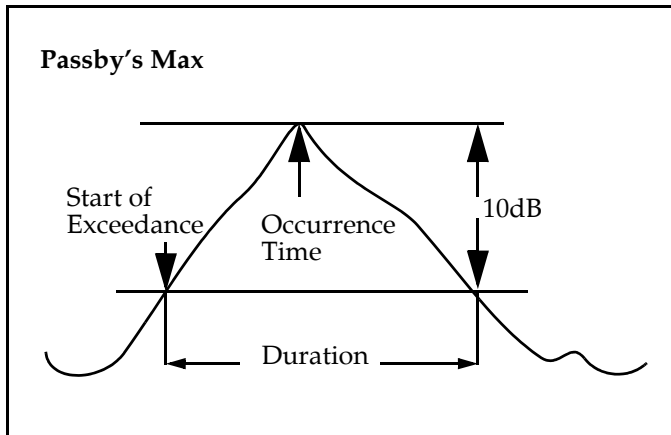 Passby’s Max
Start of
Exceedance
Occurrence
Time
10dB
Duration